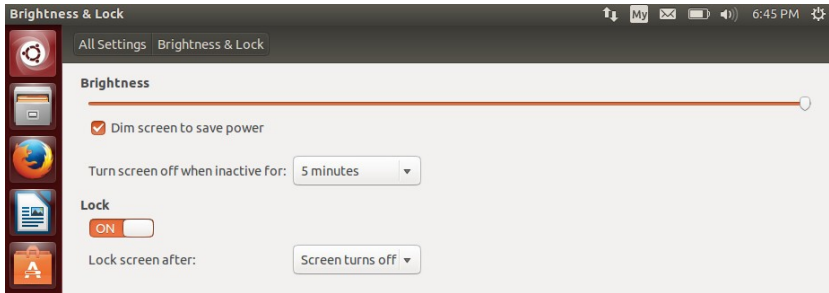 Brightness & Lock
My 6:45 PM
All Settings Brightness & Lock
Brightness
Dim screen to save power
Turn screen off when inactive for: 5 minutes
Lock
ON
Lock screen after: Screen turns off